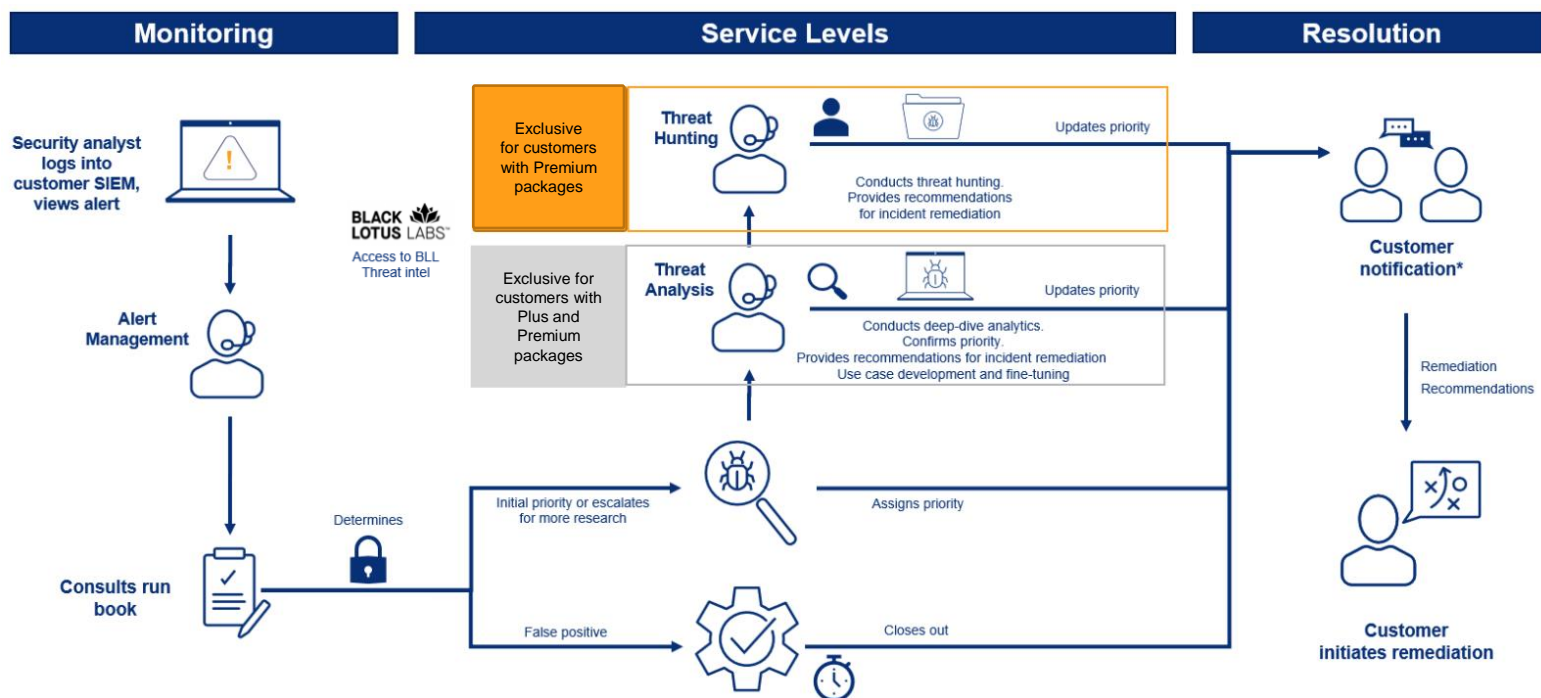 Monitoring
Service Levels
Resolution
Security analyst
logs into
customer SIEM,
views alert
!
Alert
Management
Consults run
book
BLACK
LOTUS LABS™
Access to BLL
Threat intel
Determines
Exclusive
for customers
with Premium
packages
Threat
Hunting
Updates priority
Conducts threat hunting.
Provides recommendations
for incident remediation
Exclusive for
customers with
Plus and
Premium
packages
Threat
Analysis
Updates priority
Conducts deep-dive analytics.
Confirms priority.
Provides recommendations for incident remediation
Use case development and fine-tuning
Initial priority or escalates
for more research
Assigns priority
False positive
Closes out
Customer
notification*
Remediation
Recommendations
Customer
initiates remediation